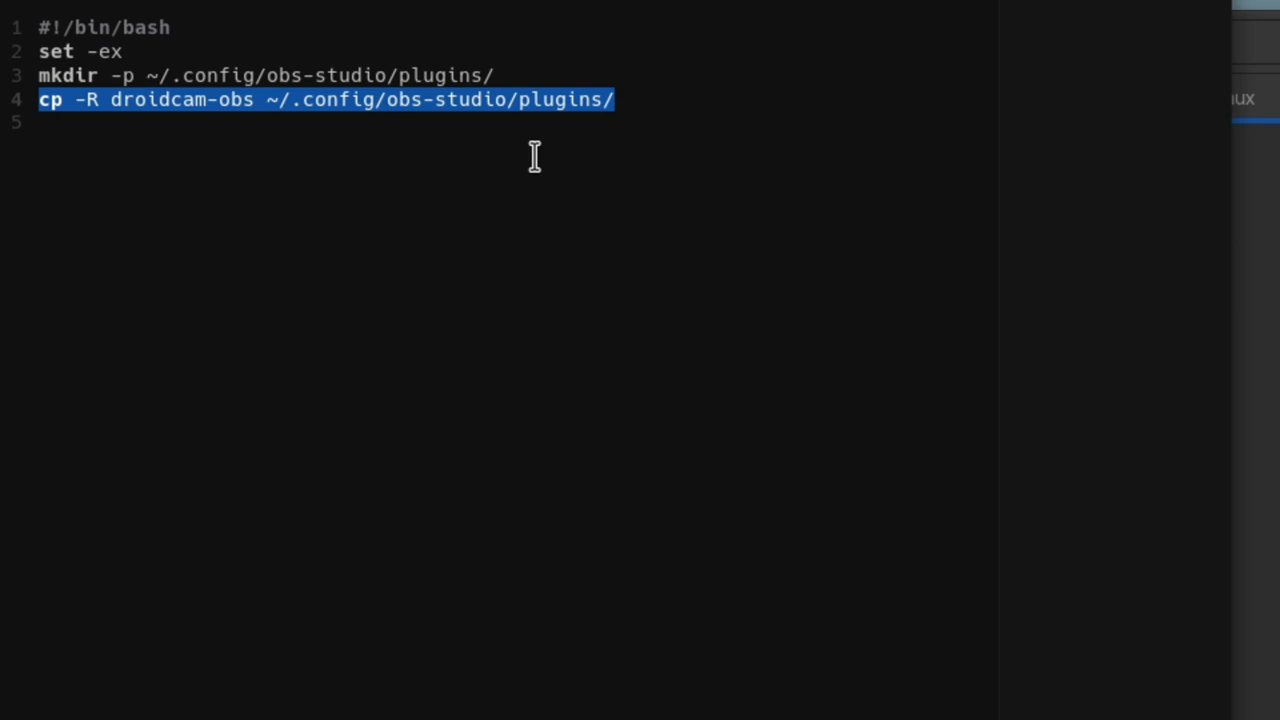 1 #!/bin/bash
2 set -ex
3 mkdir -p ~/.config/obs-studio/plugins/
4 cp -R droidcam-obs ~/.config/obs-studio/plugins/
5